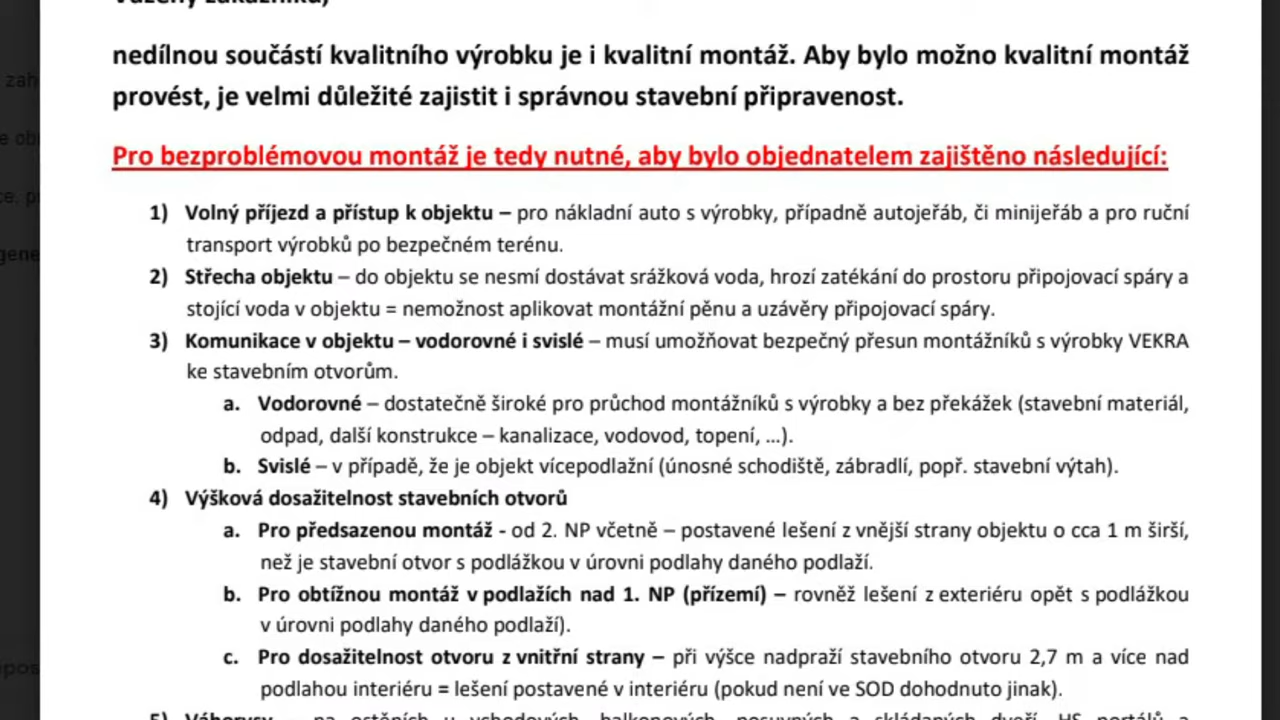 nedílnou součástí kvalitního výrobku je i kvalitní montáž. Aby bylo možno kvalitní montáž
provést, je velmi důležité zajistit i správnou stavební připravenost.
Pro bezproblémovou montáž je tedy nutné, aby bylo objednatelem zajištěno následující:
1) Volný příjezd a přístup k objektu – pro nákladní auto s výrobky, případně autojeřáb, či minijeřáb a pro ruční
transport výrobků po bezpečném terénu.
2) Střecha objektu – do objektu se nesmí dostávat srážková voda, hrozí zatékání do prostoru připojovací spáry a
stojící voda v objektu = nemožnost aplikovat montážní pěnu a uzávěry připojovací spáry.
3) Komunikace v objektu – vodorovné i svislé – musí umožňovat bezpečný přesun montážníků s výrobky VEKRA
ke stavebním otvorům.
a. Vodorovné – dostatečně široké pro průchod montážníků s výrobky a bez překážek (stavební materiál,
odpad, další konstrukce – kanalizace, vodovod, topení, ...).
b. Svislé – v případě, že je objekt vícepodlažní (únosné schodiště, zábradlí, popř. stavební výtah).
4) Výšková dosažitelnost stavebních otvorů
a. Pro předsazenou montáž - od 2. NP včetně – postavené lešení z vnější strany objektu o cca 1 m širší,
než je stavební otvor s podlážkou v úrovni podlahy daného podlaží.
b. Pro obtížnou montáž v podlažích nad 1. NP (přízemí) – rovněž lešení z exteriéru opět s podlážkou
v úrovni podlahy daného podlaží).
c. Pro dosažitelnost otvoru z vnitřní strany – při výšce nadpraží stavebního otvoru 2,7 m a více nad
podlahou interiéru = lešení postavené v interiéru (pokud není ve SOD dohodnuto jinak).